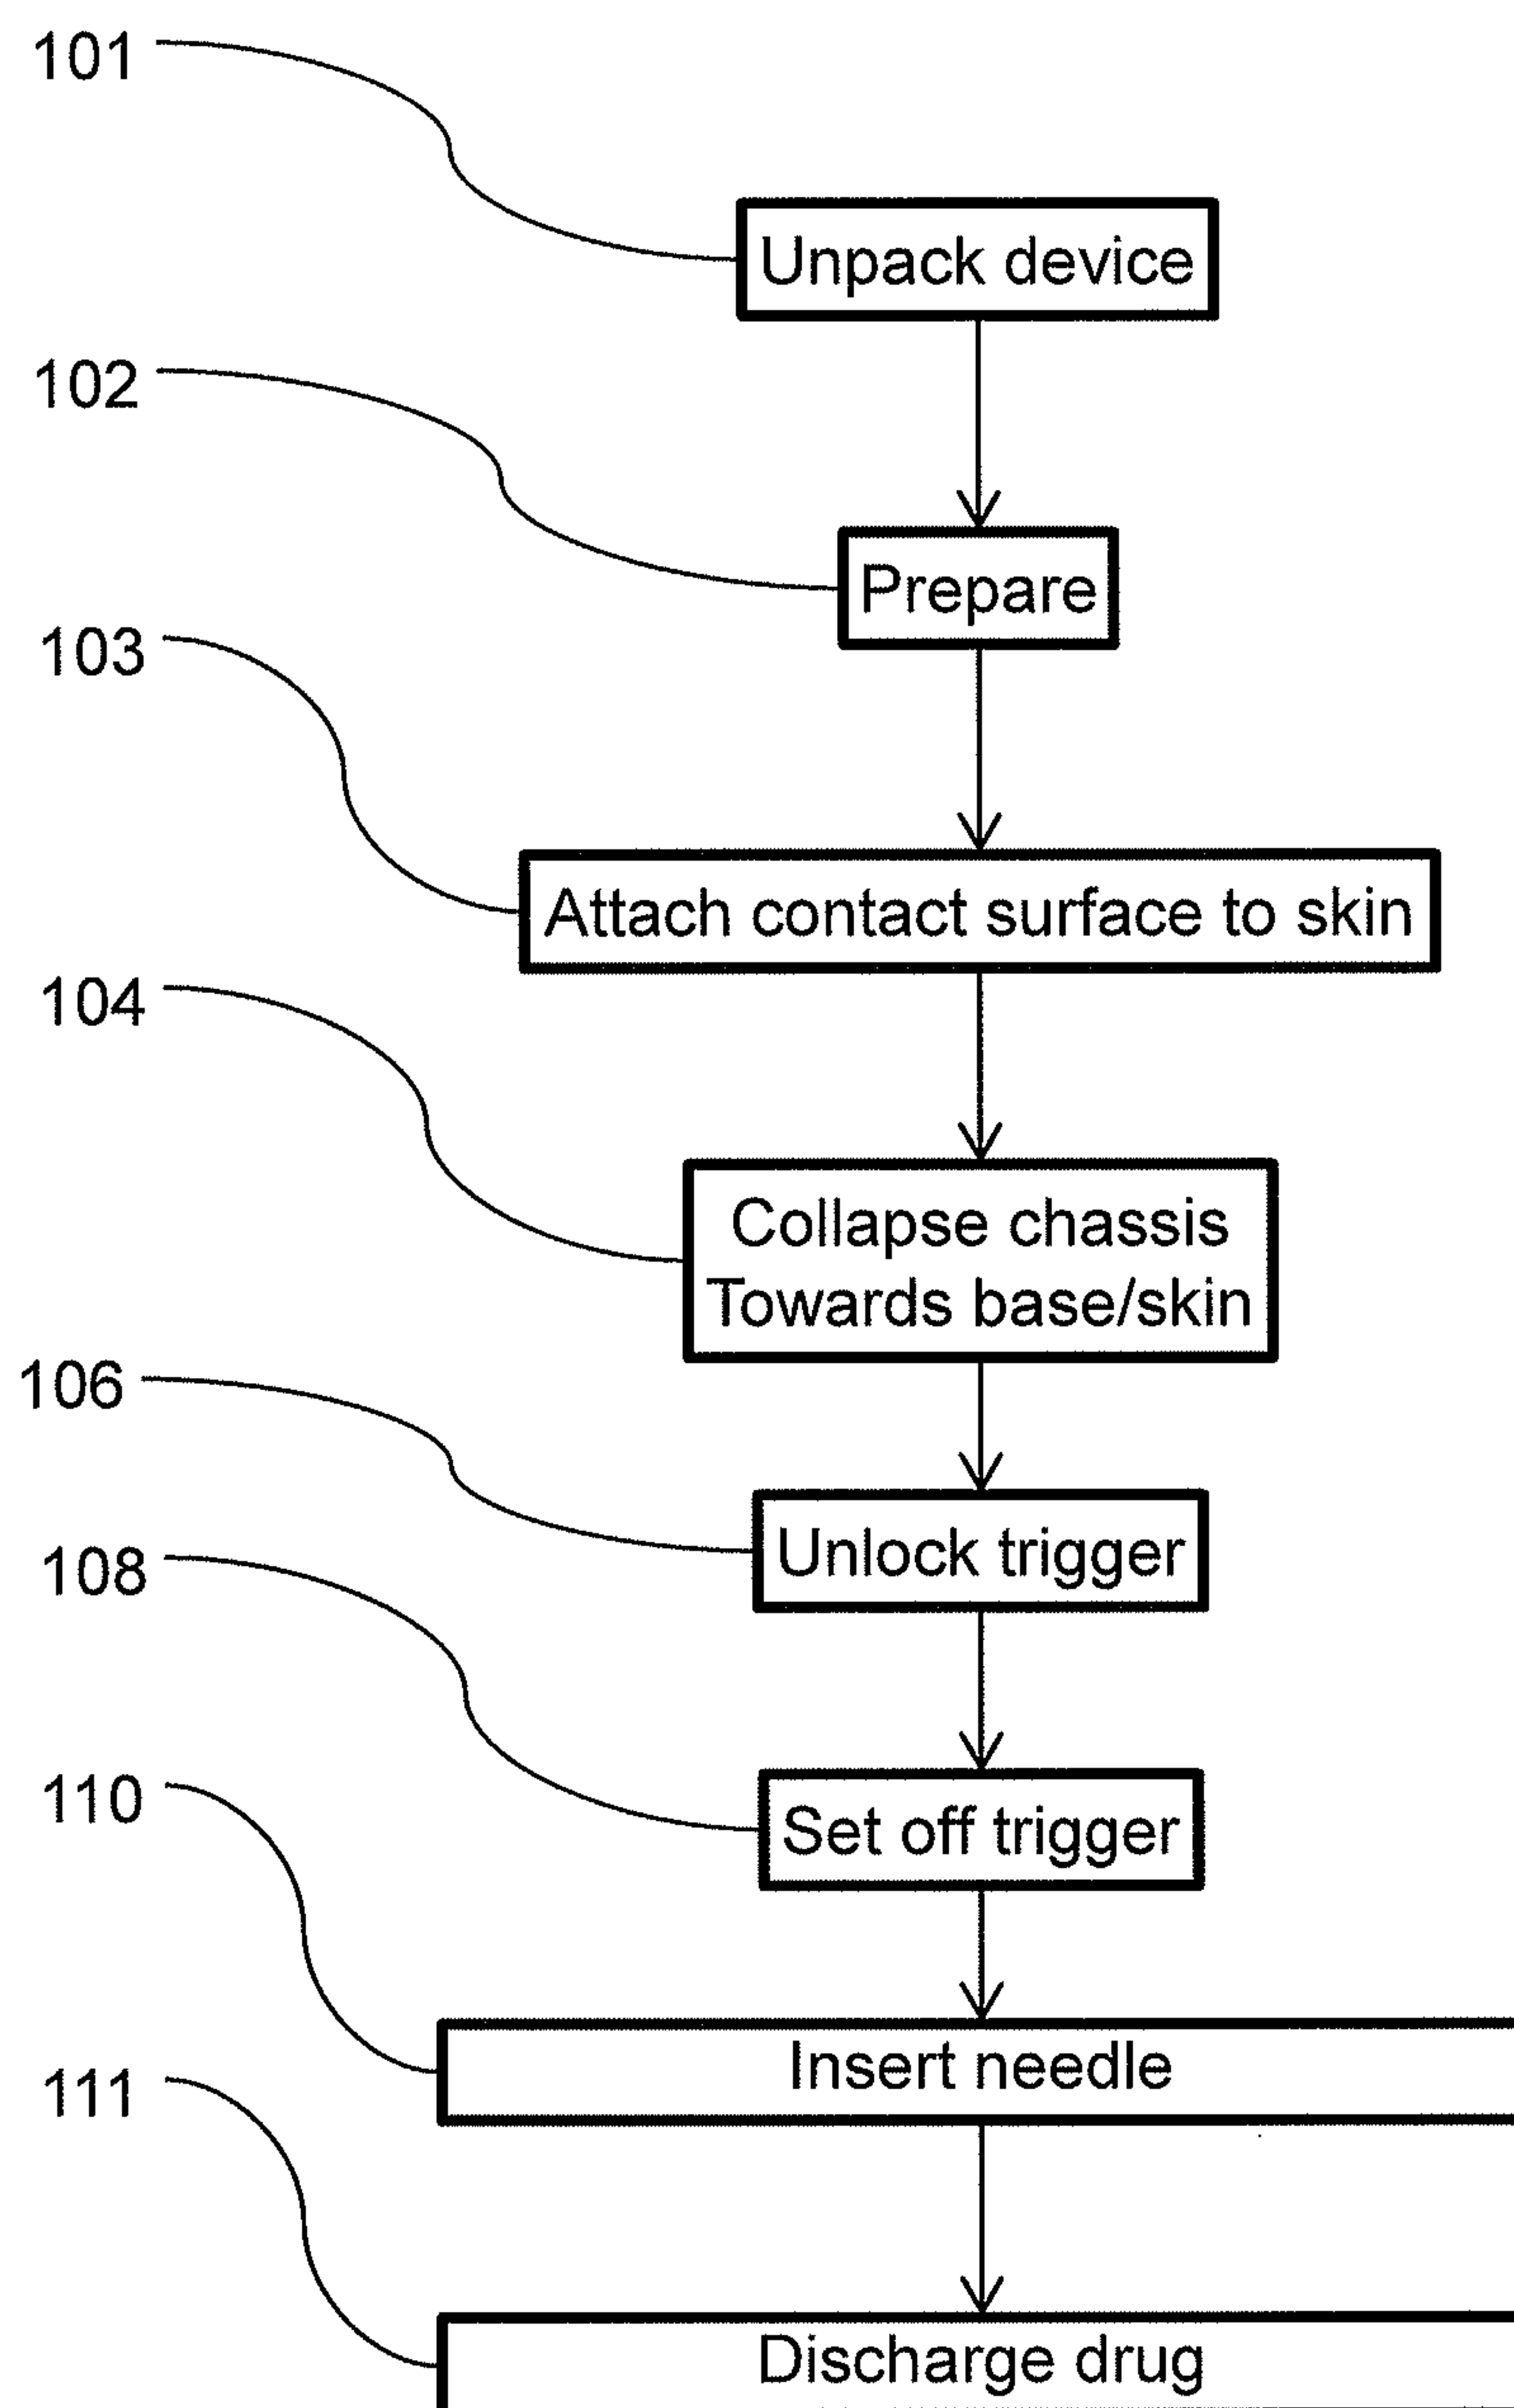 101
Unpack device
102
Prepare
103
Attach contact surface to skin
104
Collapse chassis
Towards base/skin
106
Unlock trigger
108
Set off trigger
110
Insert needle
111
Discharge drug